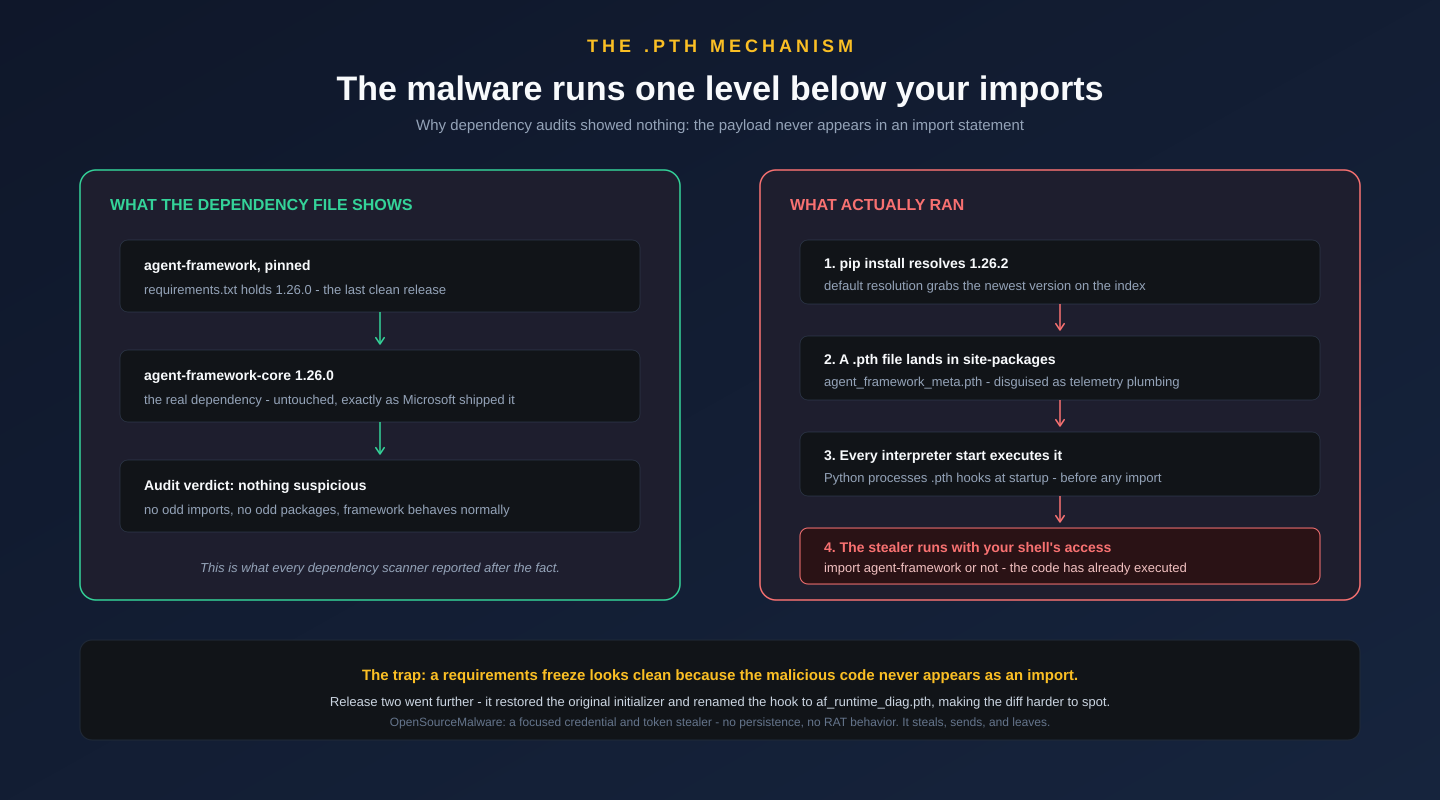 THE .PTH MECHANISM
The malware runs one level below your imports
Why dependency audits showed nothing: the payload never appears in an import statement
WHAT THE DEPENDENCY FILE SHOWS
agent-framework, pinned
requirements.txt holds 1.26.0 - the last clean release
agent-framework-core 1.26.0
the real dependency - untouched, exactly as Microsoft shipped it
Audit verdict: nothing suspicious
no odd imports, no odd packages, framework behaves normally
This is what every dependency scanner reported after the fact.
WHAT ACTUALLY RAN
1. pip install resolves 1.26.2
default resolution grabs the newest version on the index
2. A .pth file lands in site-packages
agent_framework_meta.pth - disguised as telemetry plumbing
3. Every interpreter start executes it
Python processes .pth hooks at startup - before any import
4. The stealer runs with your shell's access
import agent-framework or not - the code has already executed
The trap: a requirements freeze looks clean because the malicious code never appears as an import.
Release two went further - it restored the original initializer and renamed the hook to af_runtime_diag.pth, making the diff harder to spot.
OpenSourceMalware: a focused credential and token stealer - no persistence, no RAT behavior. It steals, sends, and leaves.